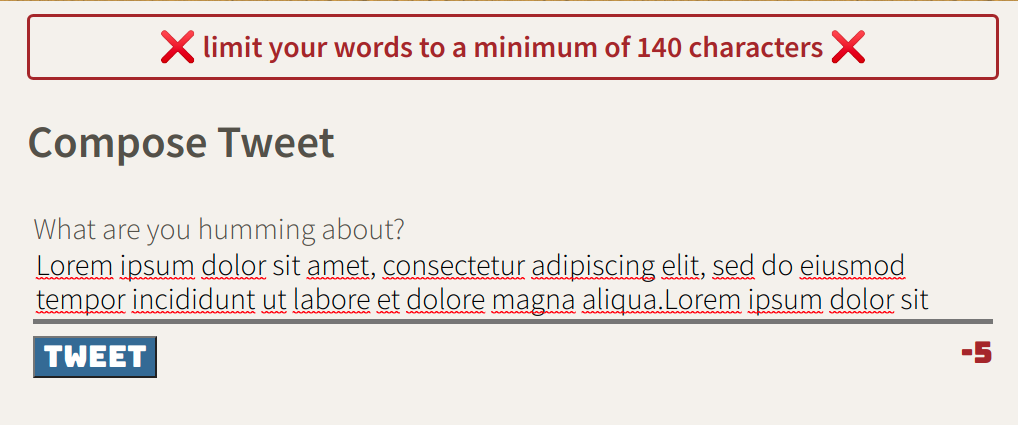 ❌ limit your words to a minimum of 140 characters ❌
Compose Tweet
What are you humming about?
Lorem ipsum dolor sit amet, consectetur adipiscing elit, sed do eiusmod
tempor incididunt ut labore et dolore magna aliqua.Lorem ipsum dolor sit
TWEET
-5